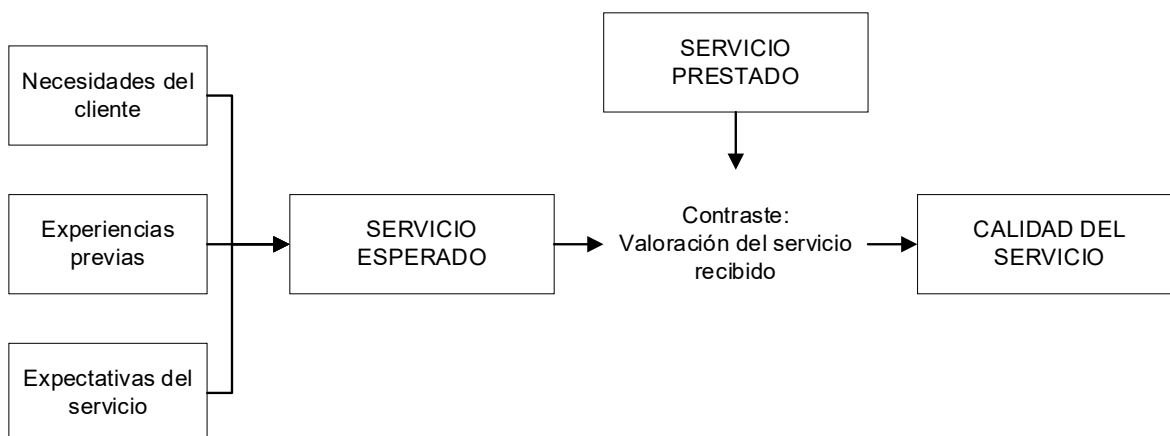 Necesidades del
cliente
Experiencias
previas
Expectativas del
servicio
SERVICIO
ESPERADO
SERVICIO
PRESTADO
Contraste:
Valoración del servicio
recibido
CALIDAD DEL
SERVICIO